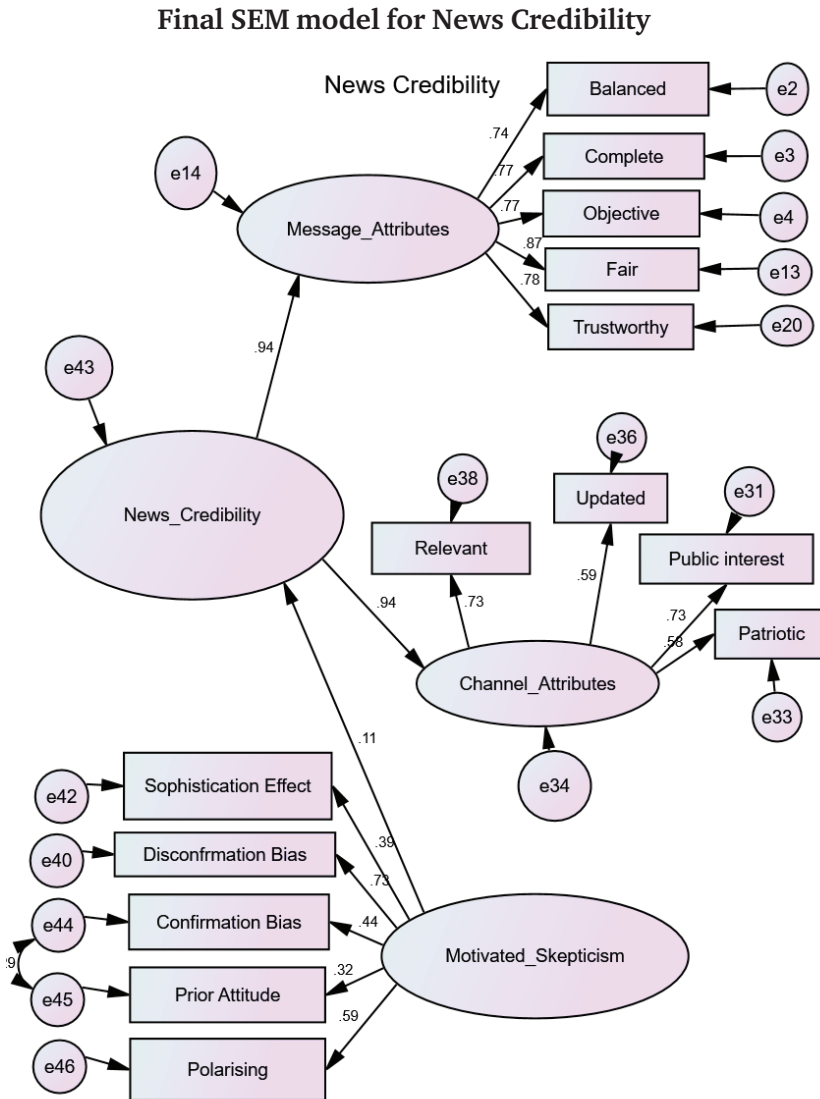 Final SEM model for News Credibility
News Credibility
Balanced
e2
.74
e14
Complete
e3
.77
Message_Attributes
.77
Objective
e4
.87
Fair
e13
.78
Trustworthy
e20
.94
e43
e36
e38
Updated
e31
News_Credibility
Relevant
Public interest
.94
.73
.59
.73
.58
Patriotic
Channel_Attributes
e33
.11
e34
e42
Sophistication Effect
.39
e40
Disconfrmation Bias
.73
e44
Confirmation Bias
.44
Motivated_Skepticism
e45
Prior Attitude
.32
.59
e46
Polarising